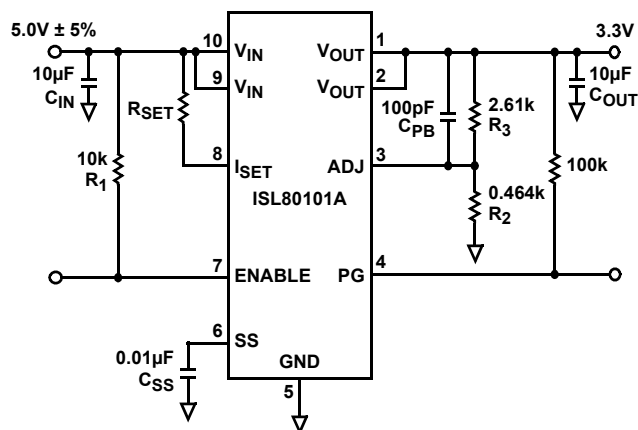 5.0V ± 5%
10µF
CIN
10k
R1
RSET
10 VIN
9 VIN
8 ISET
7 ENABLE
6 SS
0.01µF
CSS
ISL80101A
GND
5
VOUT 1
VOUT 2
ADJ 3
PG 4
100pF
CPB
2.61k
R3
0.464k
R2
100k
3.3V
10µF
COUT